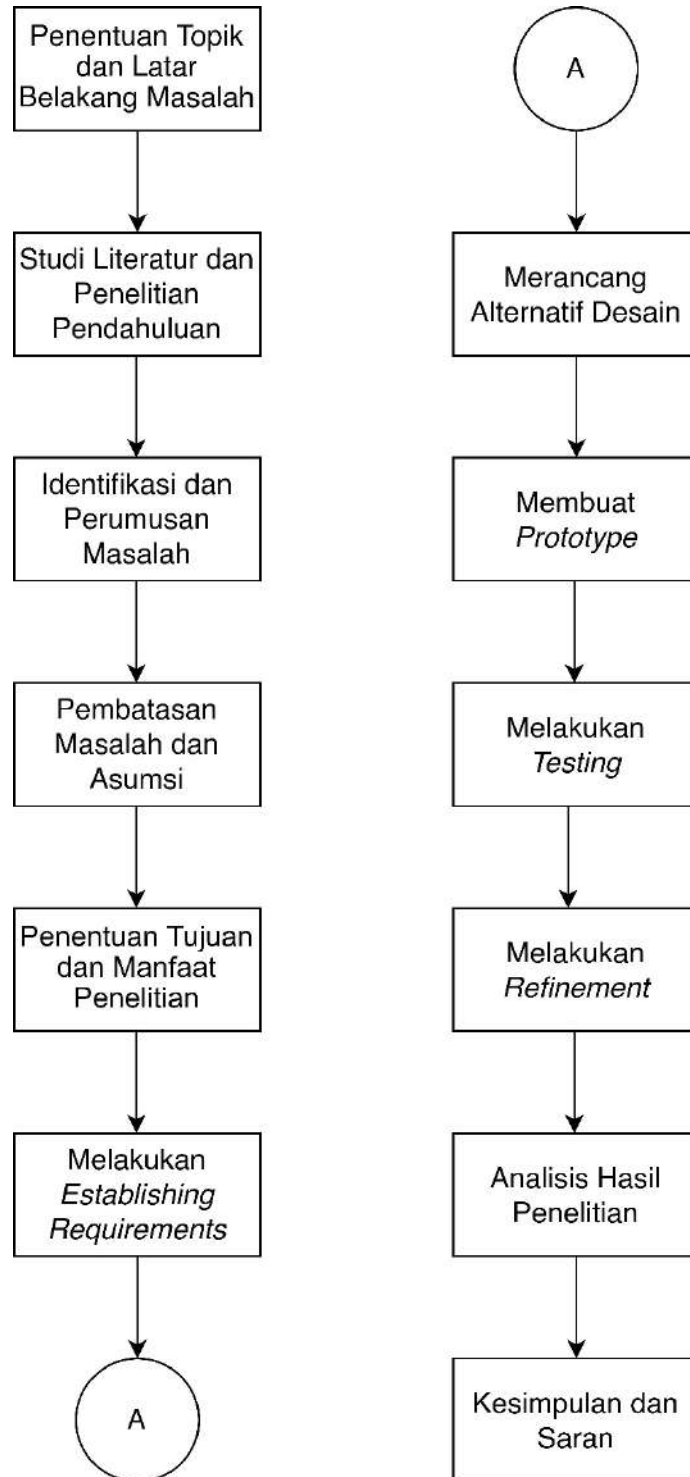 Penentuan Topik
dan Latar
Belakang Masalah
Studi Literatur dan
Penelitian
Pendahuluan
Identifikasi dan
Perumusan
Masalah
Pembatasan
Masalah dan
Asumsi
Penentuan Tujuan
dan Manfaat
Penelitian
Melakukan
Establishing
Requirements
A
A
Merancang
Alternatif Desain
Membuat
Prototype
Melakukan
Testing
Melakukan
Refinement
Analisis Hasil
Penelitian
Kesimpulan dan
Saran